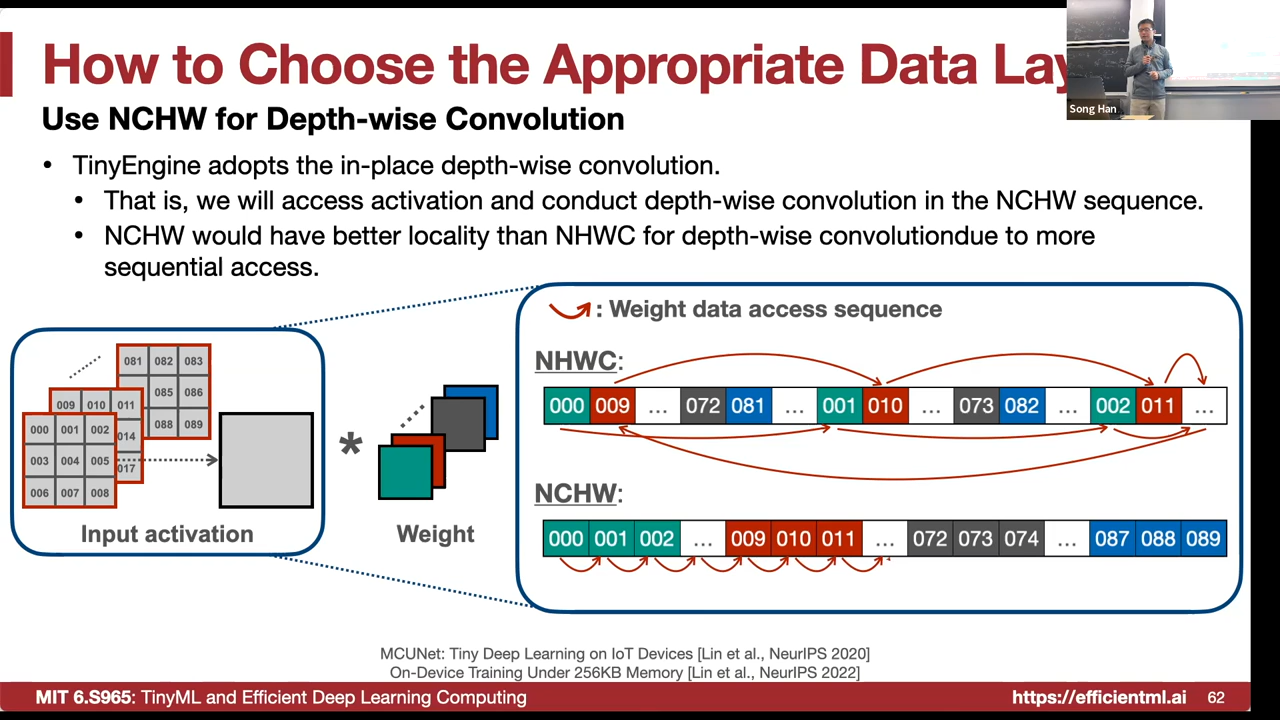 How to Choose the Appropriate Data Lay
Song Han
Use NCHW for Depth-wise Convolution
• TinyEngine adopts the in-place depth-wise convolution.
• That is, we will access activation and conduct depth-wise convolution in the NCHW sequence.
• NCHW would have better locality than NHWC for depth-wise convolutiondue to more
sequential access.
081 082 083
085 086
088 089
009 010 011
014
017
000 001 002
003 004 005
006 007 008
Input activation
*
Weight
: Weight data access sequence
NHWC:
000 009 ... 072 081 ... 001 010 ... 073 082 ... 002 011 ...
NCHW:
000 001 002 ... 009 010 011 ... 072 073 074 ... 087 088 089
MCUNet: Tiny Deep Learning on IoT Devices [Lin et al., NeurIPS 2020]
On-Device Training Under 256KB Memory [Lin et al., NeurIPS 2022]
MIT 6.S965: TinyML and Efficient Deep Learning Computing
https://efficientml.ai 62